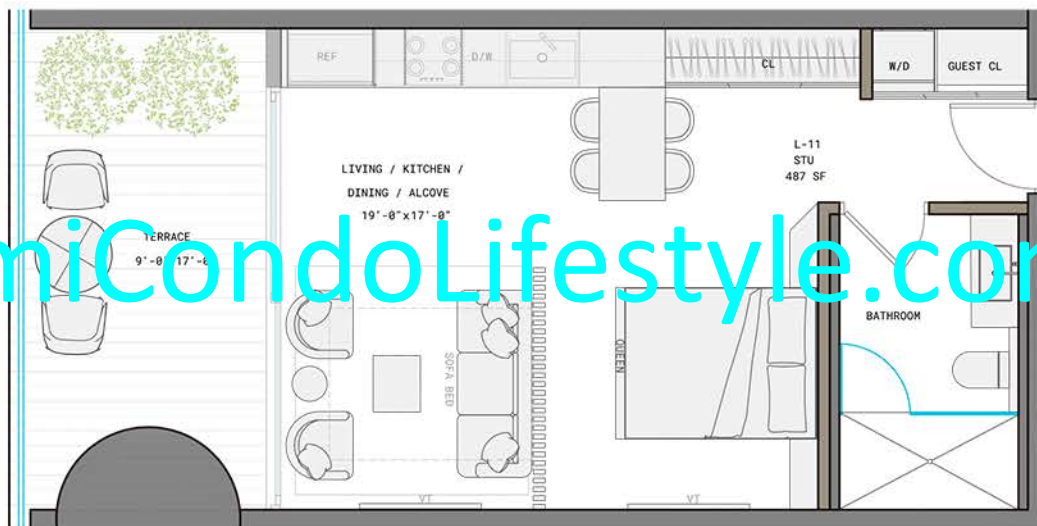 REF
D/W
CL
W/D
GUEST CL
L-11
STU
487 SF
LIVING / KITCHEN /
DINING / ALCOVE
19'-0"x17'-0"
TERRACE
miCondoLifestyle.com
BATHROOM
QUEEN
SOFA BED
VT
VT